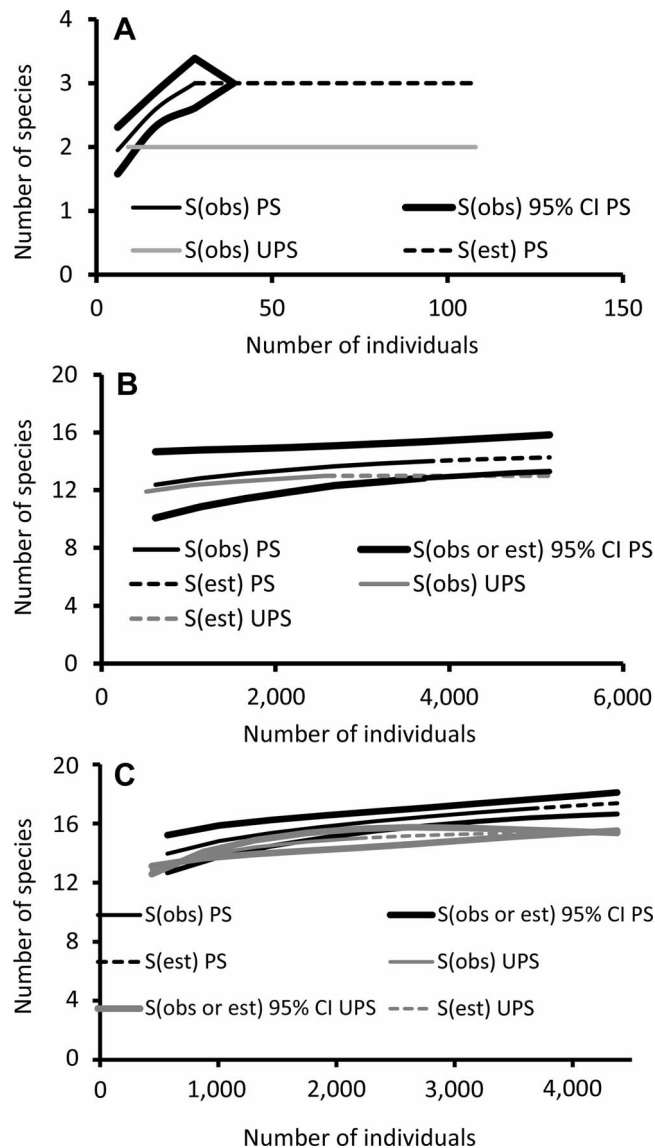 A
Number of species
4
3
2
1
0
S(obs) PS
S(obs) 95% CI PS
S(obs) UPS
S(est) PS
0 50 100 150
Number of individuals
B
Number of species
20
16
12
8
4
0
S(obs) PS
S(obs or est) 95% CI PS
S(est) PS
S(obs) UPS
S(est) UPS
0 2,000 4,000 6,000
Number of individuals
C
Number of species
20
16
12
8
4
0
S(obs) PS
S(obs or est) 95% CI PS
S(est) PS
S(obs) UPS
S(obs or est) 95% CI UPS
S(est) UPS
0 1,000 2,000 3,000 4,000
Number of individuals